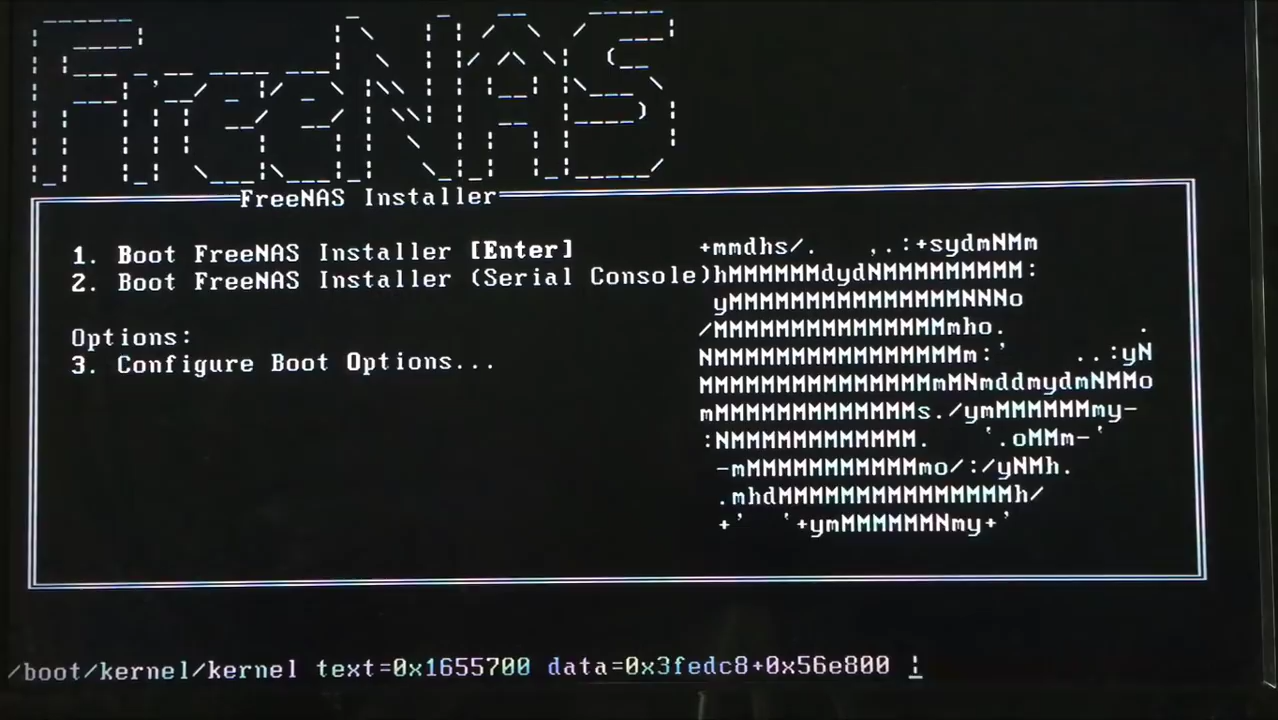 FreeNAS
FreeNAS Installer
1. Boot FreeNAS Installer [Enter]
2. Boot FreeNAS Installer (Serial Console)
Options:
3. Configure Boot Options...
/boot/kernel/kernel text=0x1655700 data=0x3fedc8+0x56e800